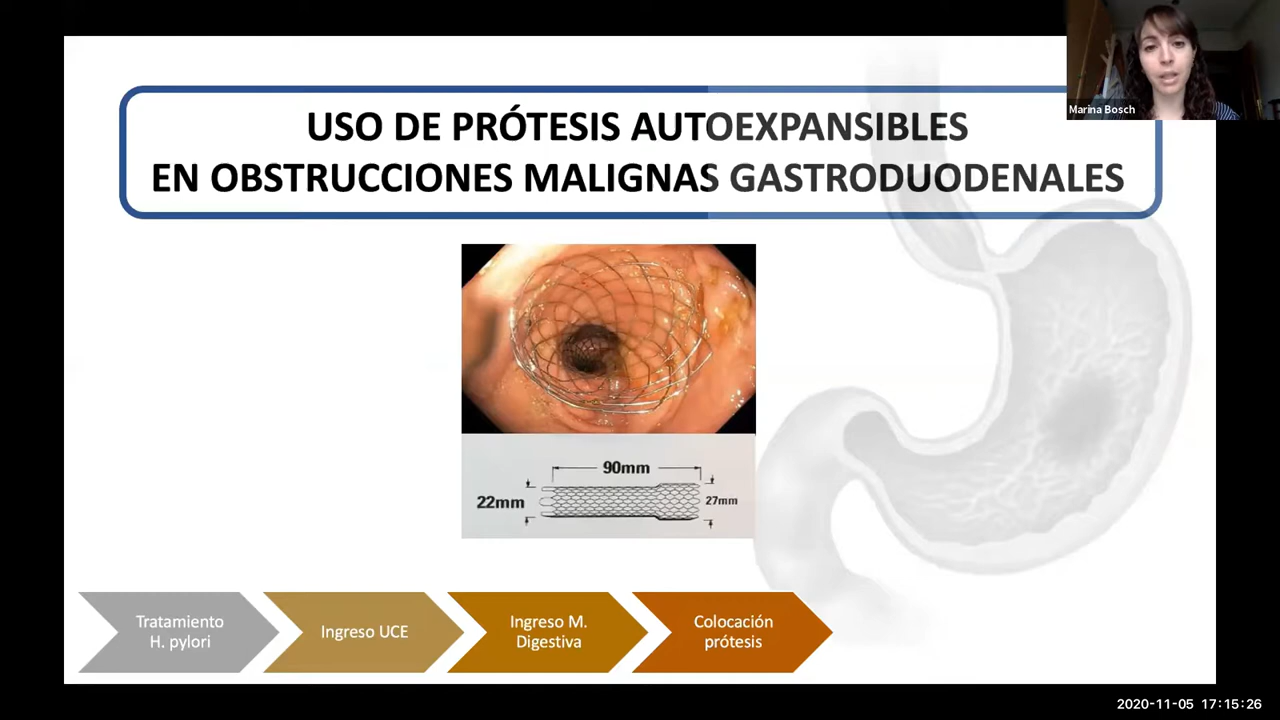 Marina Bosch
USO DE PRÓTESIS AUTOEXPANSIBLES
EN OBSTRUCCIONES MALIGNAS GASTRODUODENALES
90mm
22mm
27mm
Tratamiento
H. pylori
Ingreso UCE
Ingreso M.
Digestiva
Colocación
prótesis
2020-11-05 17:15:26